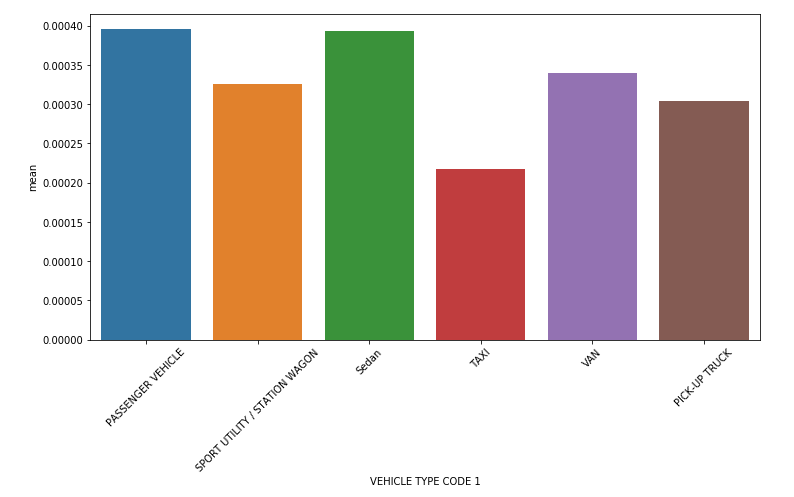 0.00040
0.00035
0.00030
0.00025
0.00020
0.00015
0.00010
0.00005
0.00000
mean
PASSENGER VEHICLE
SPORT UTILITY / STATION WAGON
Sedan
TAXI
VAN
PICK-UP TRUCK
VEHICLE TYPE CODE 1